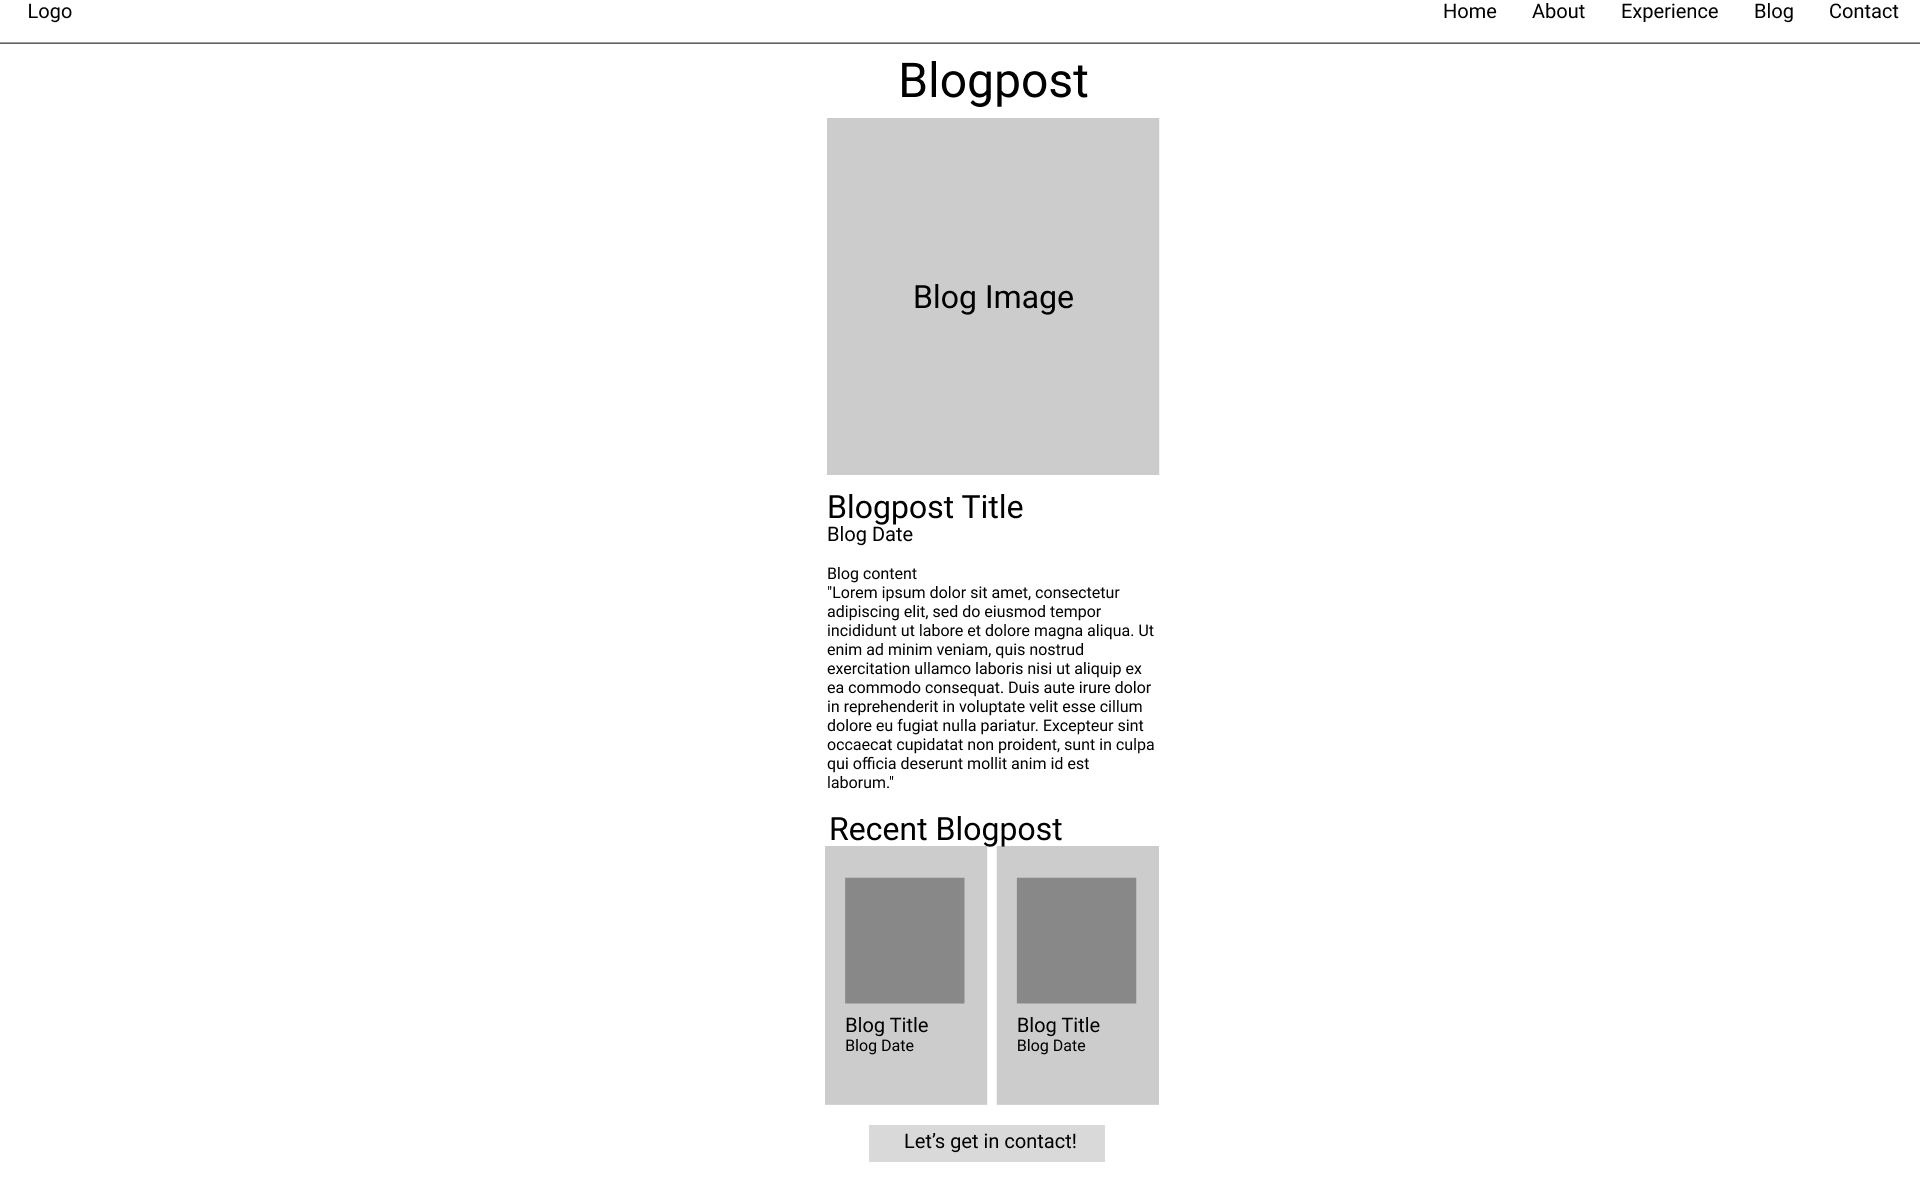 Logo
Home About Experience Blog Contact
Blogpost
Blog Image
Blogpost Title
Blog Date
Blog content
"Lorem ipsum dolor sit amet, consectetur
adipiscing elit, sed do eiusmod tempor
incididunt ut labore et dolore magna aliqua. Ut
enim ad minim veniam, quis nostrud
exercitation ullamco laboris nisi ut aliquip ex
ea commodo consequat. Duis aute irure dolor
in reprehenderit in voluptate velit esse cillum
dolore eu fugiat nulla pariatur. Excepteur sint
occaecat cupidatat non proident, sunt in culpa
qui officia deserunt mollit anim id est
laborum."
Recent Blogpost
Blog Title
Blog Date
Blog Title
Blog Date
Let’s get in contact!